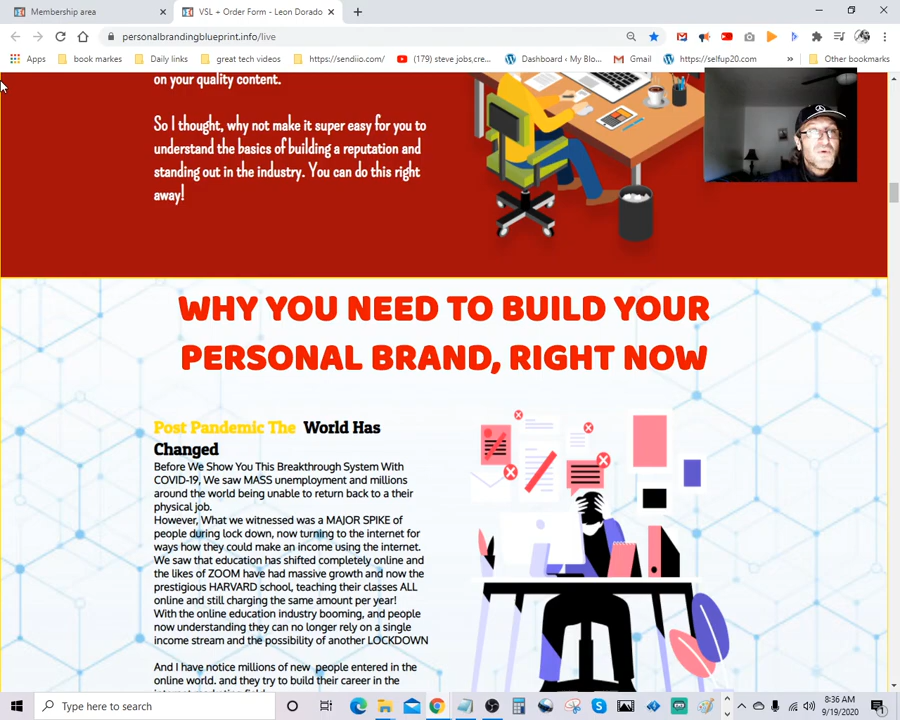 Membership area
VSL + Order Form - Leon Dorado
personalbrandingblueprint.info/live
Apps
book markes
Daily links
great tech videos
https://sendiio.com/
(179) steve jobs,cre...
Dashboard ‹ My Blo...
Gmail
https://selfup20.com...
»
Other bookmarks
on your quality content.
So I thought, why not make it super easy for you to
understand the basics of building a reputation and
standing out in the industry. You can do this right
away!
WHY YOU NEED TO BUILD YOUR
PERSONAL BRAND, RIGHT NOW
Post Pandemic The World Has
Changed
Before We Show You This Breakthrough System With
COVID-19, We saw MASS unemployment and millions
around the world being unable to return back to a their
physical job.
However, What we witnessed was a MAJOR SPIKE of
people during lock down, now turning to the internet for
ways how they could make an income using the internet.
We saw that education has shifted completely online and
the likes of ZOOM have had massive growth and now the
prestigious HARVARD school, teaching their classes ALL
online and still charging the same amount per year!
With the online education industry booming, and people
now understanding they can no longer rely on a single
income stream and the possibility of another LOCKDOWN
And I have notice millions of new people entered in the
online world. and they try to build their career in the
Type here to search
8:36 AM
9/19/2020